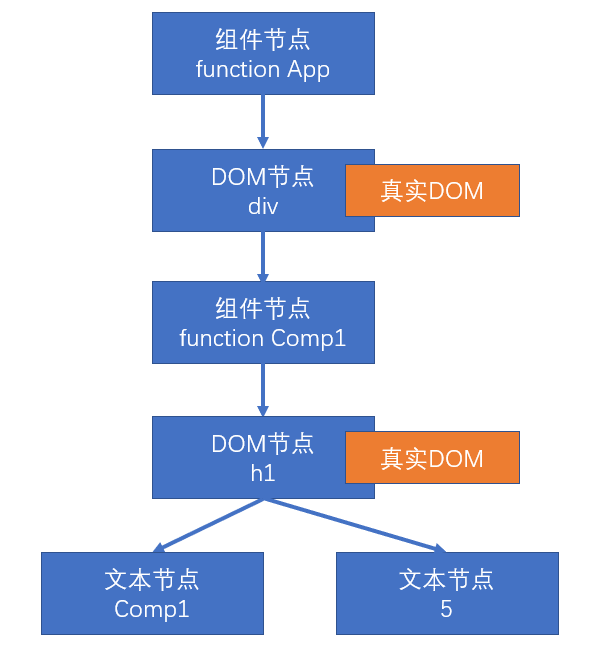 组件节点
function App
DOM节点
div
真实DOM
组件节点
function Comp1
DOM节点
h1
真实DOM
文本节点
Comp1
文本节点
5